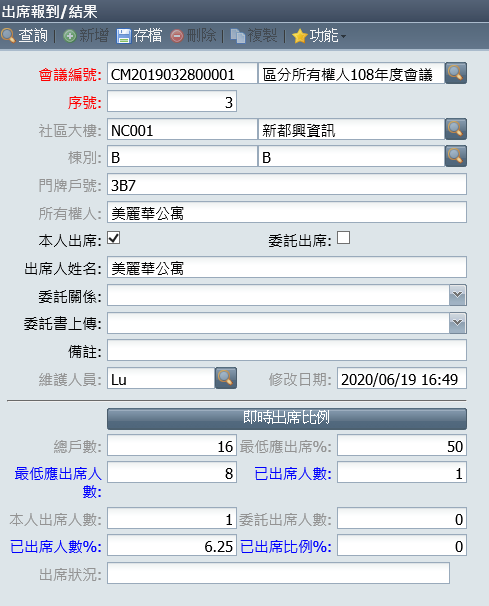 出席報到/結果
查詢 新增 存檔 刪除 複製 功能
會議編號: CM2019032800001 區分所有權人108年度會議
序號: 3
社區大樓: NC001 新都興資訊
棟別: B B
門牌戶號: 3B7
所有權人: 美麗華公寓
本人出席: 委託出席:
出席人姓名: 美麗華公寓
委託關係:
委託書上傳:
備註:
維護人員: Lu 修改日期: 2020/06/19 16:49
即時出席比例
總戶數: 16 最低應出席%: 50
最低應出席人
數: 8 已出席人數: 1
本人出席人數: 1 委託出席人數: 0
已出席人數%: 6.25 已出席比例%: 0
出席狀況: